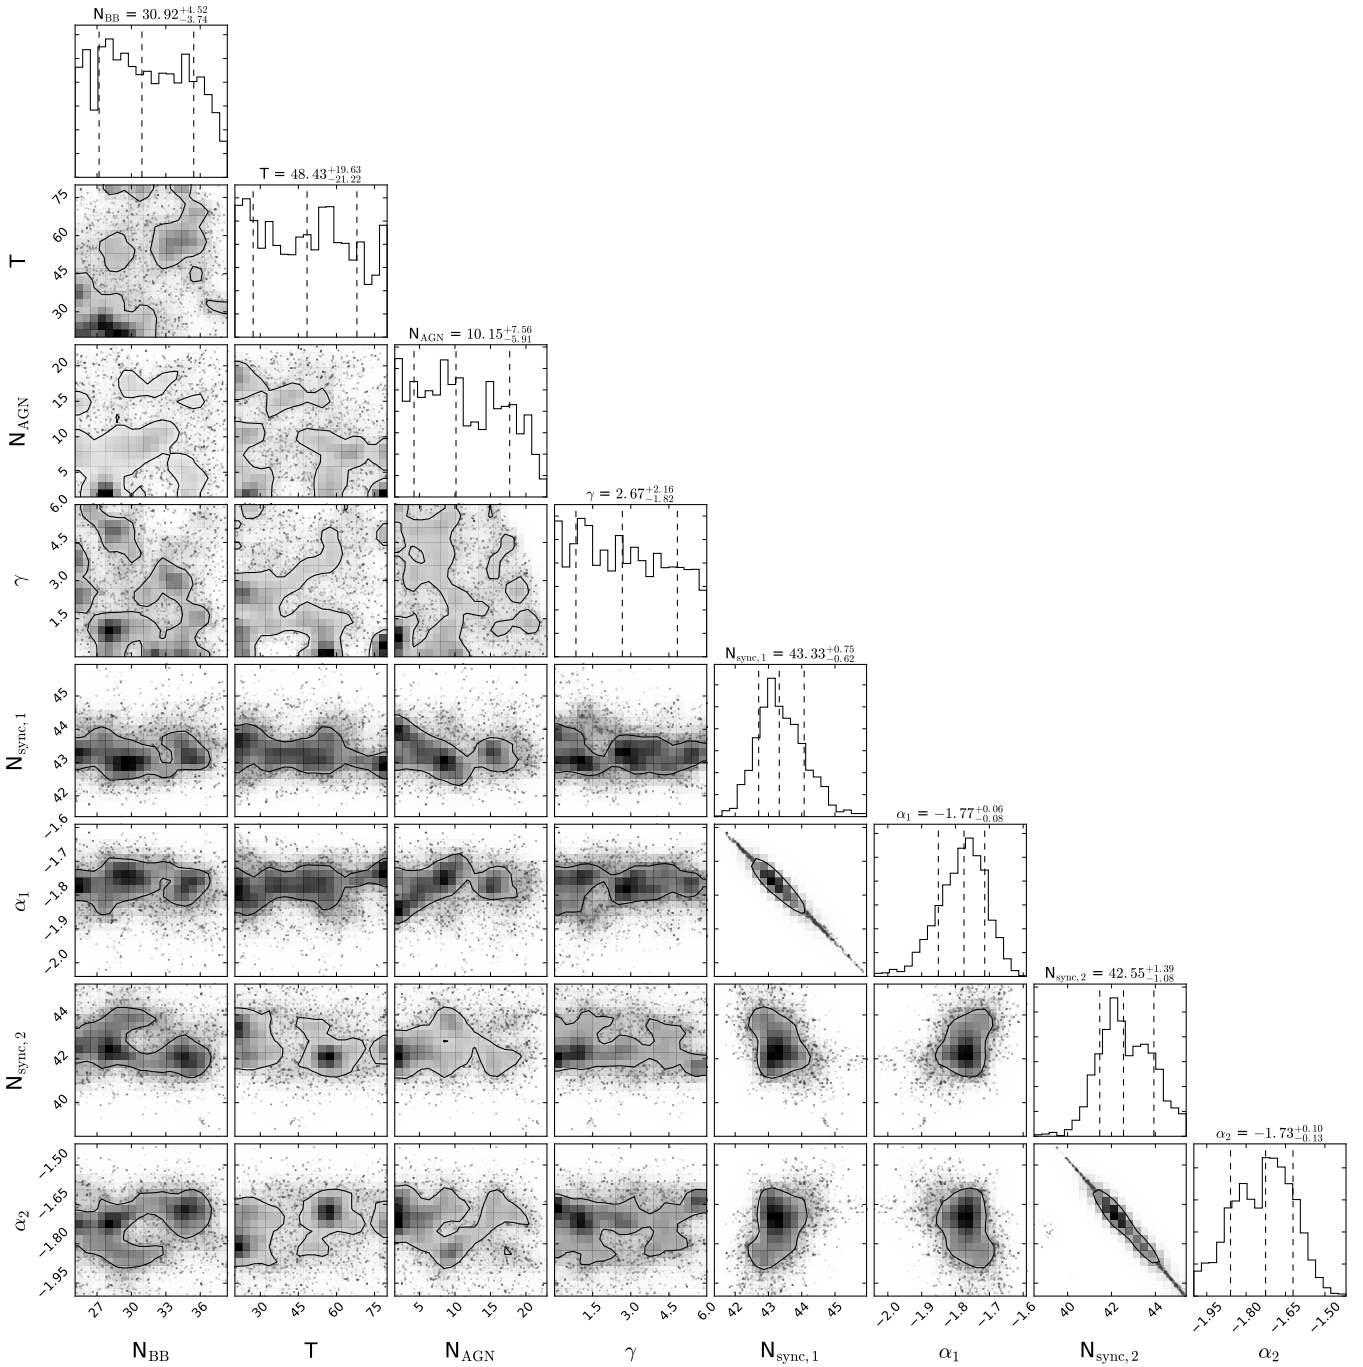 N_BB = 30.92^{+4.52}_{−3.74}
T = 48.43^{+19.63}_{−21.22}
75
60
45
30
T
N_AGN = 10.15^{+7.56}_{−5.91}
20
15
10
5
N_AGN
γ = 2.67^{+2.16}_{−1.82}
6.0
4.5
3.0
1.5
γ
N_sync,1 = 43.33^{+0.75}_{−0.62}
45
44
43
42
N_sync,1
α_1 = −1.77^{+0.06}_{−0.08}
−1.6
−1.7
−1.8
−1.9
−2.0
α_1
N_sync,2 = 42.55^{+1.39}_{−1.08}
44
42
40
N_sync,2
α_2 = −1.73^{+0.10}_{−0.13}
−1.50
−1.65
−1.80
−1.95
α_2
27 30 33 36
30 45 60 75
5 10 15 20
1.5 3.0 4.5 6.0
42 43 44 45
−2.0 −1.9 −1.8 −1.7 −1.6
40 42 44
−1.95 −1.80 −1.65 −1.50
N_BB T N_AGN γ N_sync,1 α_1 N_sync,2 α_2